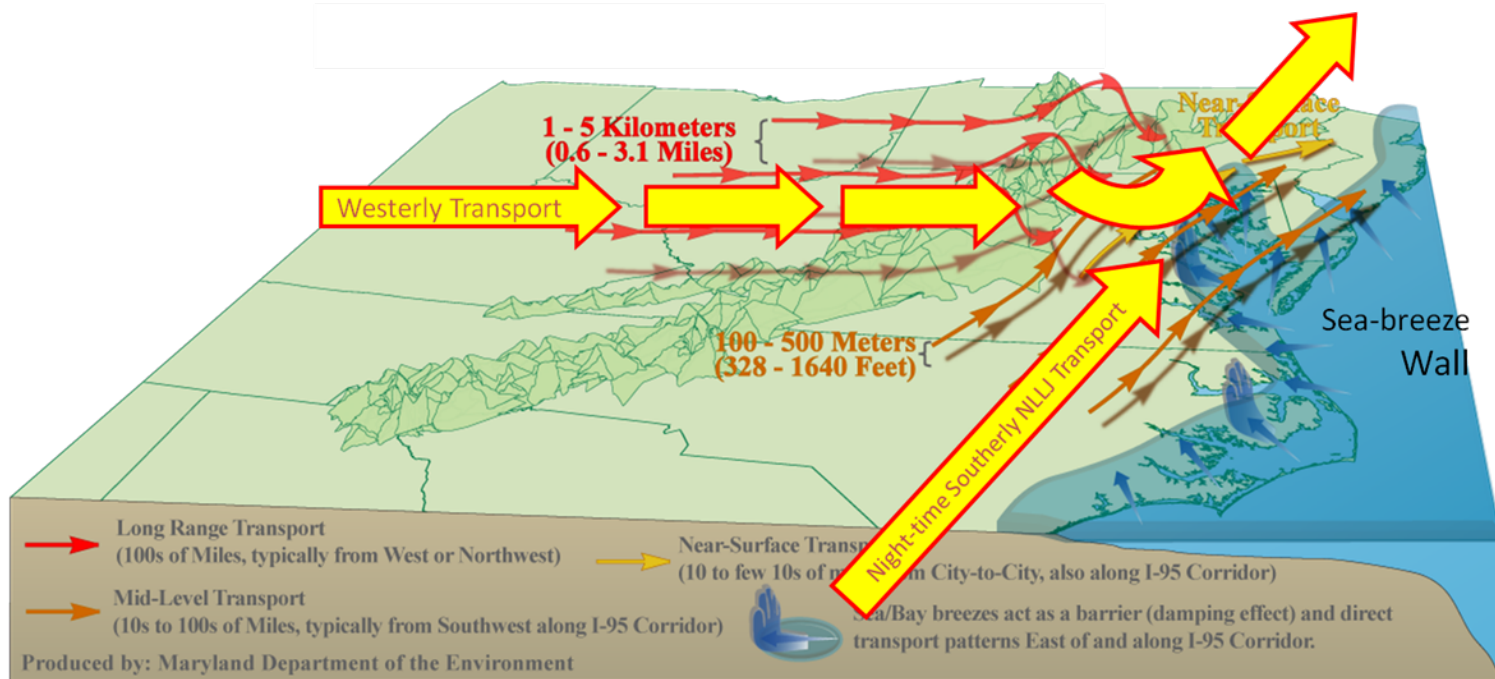 Near-Surface
Transport
1 - 5 Kilometers
(0.6 - 3.1 Miles)
Westerly Transport
Sea-breeze
Wall
100 - 500 Meters
(328 - 1640 Feet)
Night-time Southerly NLLJ Transport
Long Range Transport
(100s of Miles, typically from West or Northwest)
Mid-Level Transport
(10s to 100s of Miles, typically from Southwest along I-95 Corridor)
Near-Surface
(10 to few 10s of City-to-City, also along I-95 Corridor)
Sea/Bay breezes act as a barrier (damping effect) and direct
transport patterns East of and along I-95 Corridor.
Produced by: Maryland Department of the Environment